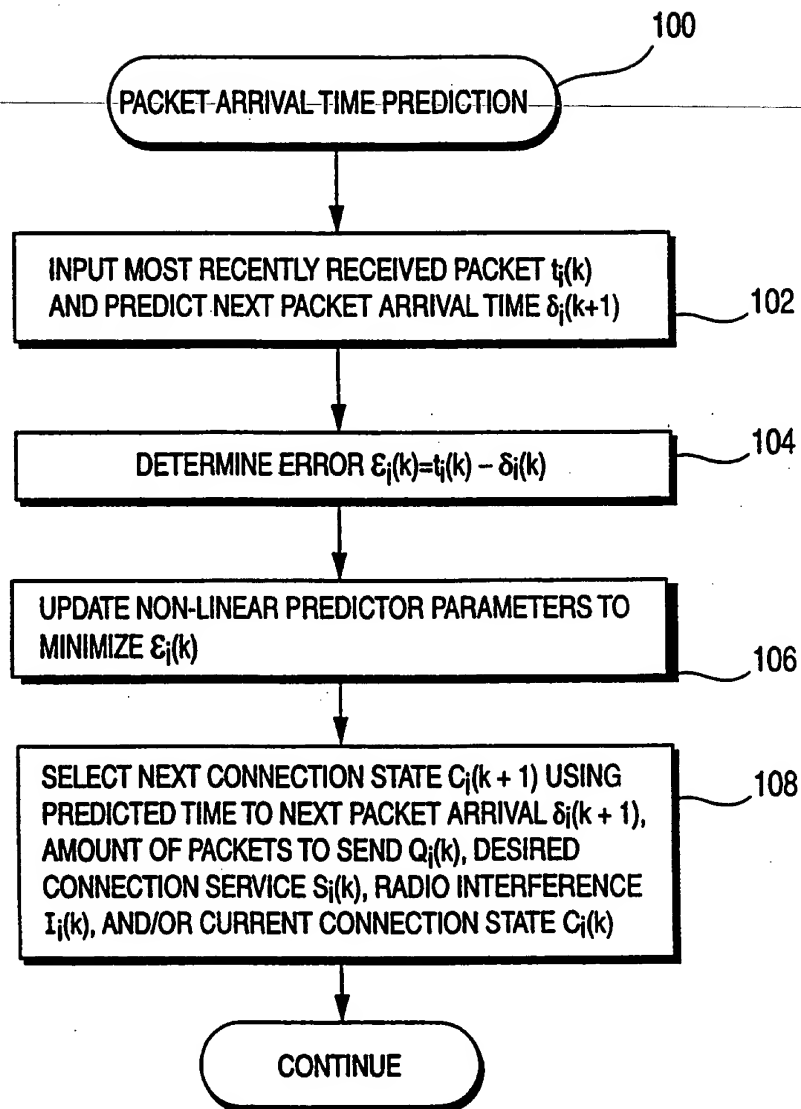 100
PACKET ARRIVAL TIME PREDICTION
INPUT MOST RECENTLY RECEIVED PACKET tᵢ(k)
AND PREDICT NEXT PACKET ARRIVAL TIME δᵢ(k+1)
102
DETERMINE ERROR εᵢ(k)=tᵢ(k) – δᵢ(k)
104
UPDATE NON-LINEAR PREDICTOR PARAMETERS TO
MINIMIZE εᵢ(k)
106
SELECT NEXT CONNECTION STATE Cᵢ(k + 1) USING
PREDICTED TIME TO NEXT PACKET ARRIVAL δᵢ(k + 1),
AMOUNT OF PACKETS TO SEND Qᵢ(k), DESIRED
CONNECTION SERVICE Sᵢ(k), RADIO INTERFERENCE
Iᵢ(k), AND/OR CURRENT CONNECTION STATE Cᵢ(k)
108
CONTINUE